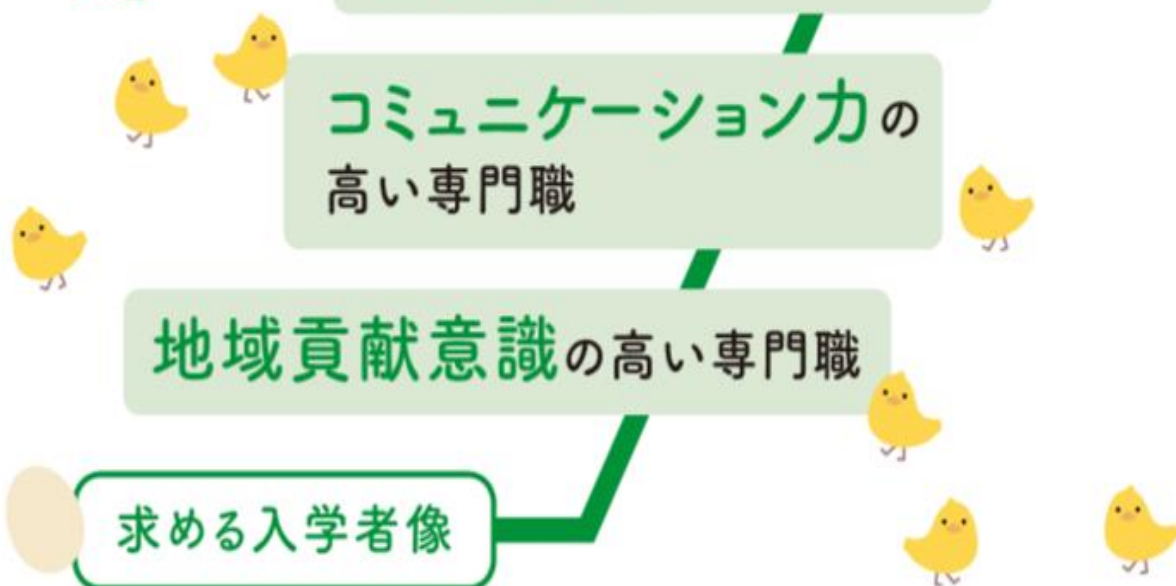 コミュニケーション力の
高い専門職
地域貢献意識の高い専門職
求める入学者像